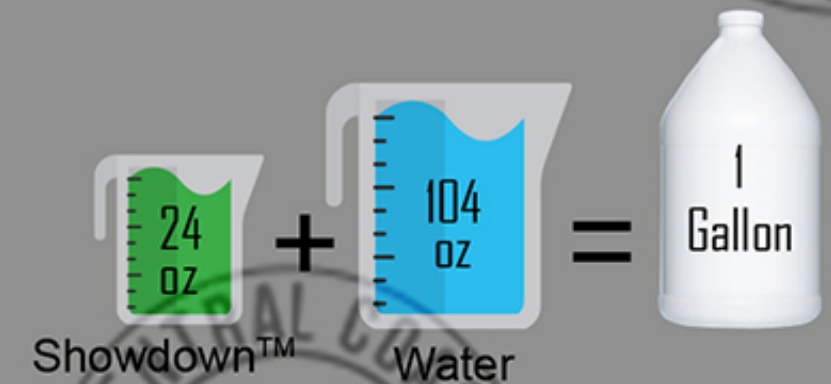 24
oz
+
104
oz
=
1
Gallon
Showdown™
Water